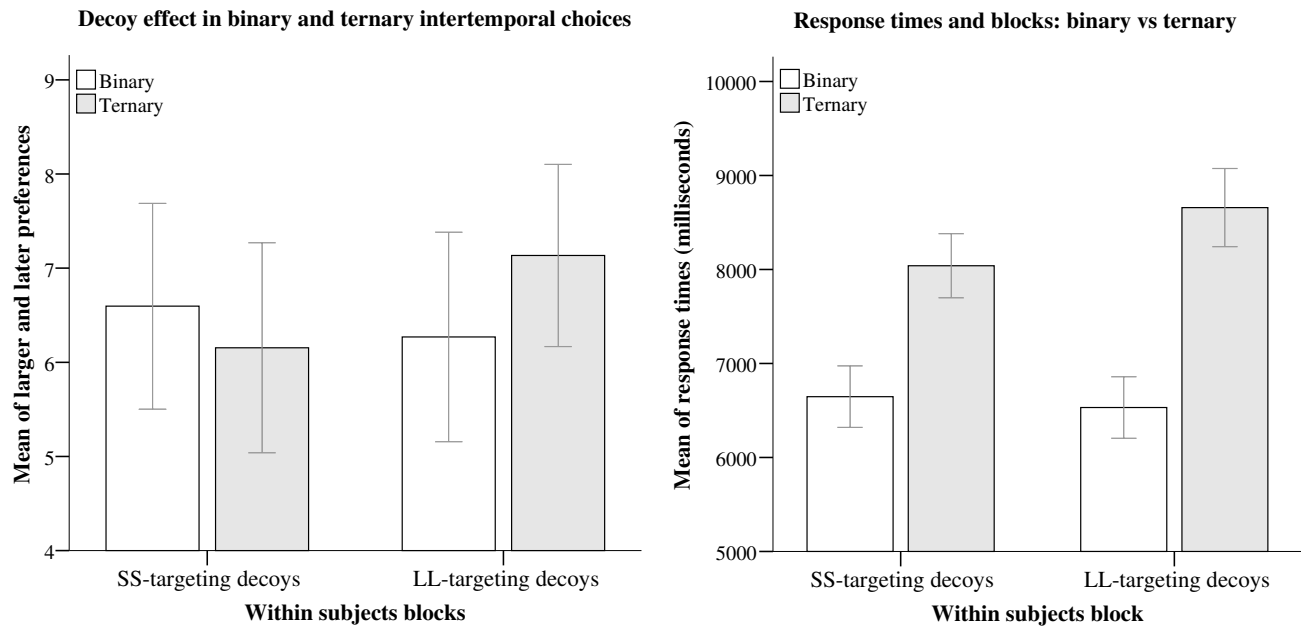 Decoy effect in binary and ternary intertemporal choices
Binary
Ternary
Mean of larger and later preferences
9
8
7
6
5
4
SS-targeting decoys
LL-targeting decoys
Within subjects blocks
Response times and blocks: binary vs ternary
Binary
Ternary
Mean of response times (milliseconds)
10000
9000
8000
7000
6000
5000
SS-targeting decoys
LL-targeting decoys
Within subjects block